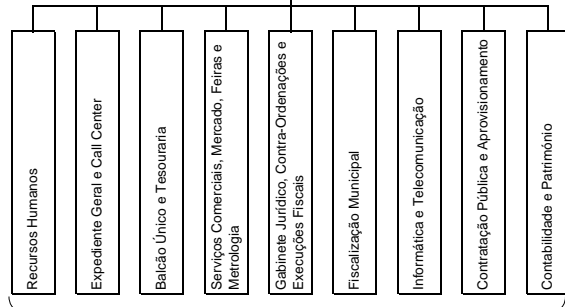 Recursos Humanos
Expediente Geral e Call Center
Balcão Único e Tesouraria
Serviços Comerciais, Mercado, Feiras e
Metrologia
Gabinete Jurídico, Contra-Ordenações e
Execuções Fiscais
Fiscalização Municipal
Informática e Telecomunicação
Contratação Pública e Aprovisionamento
Contabilidade e Património